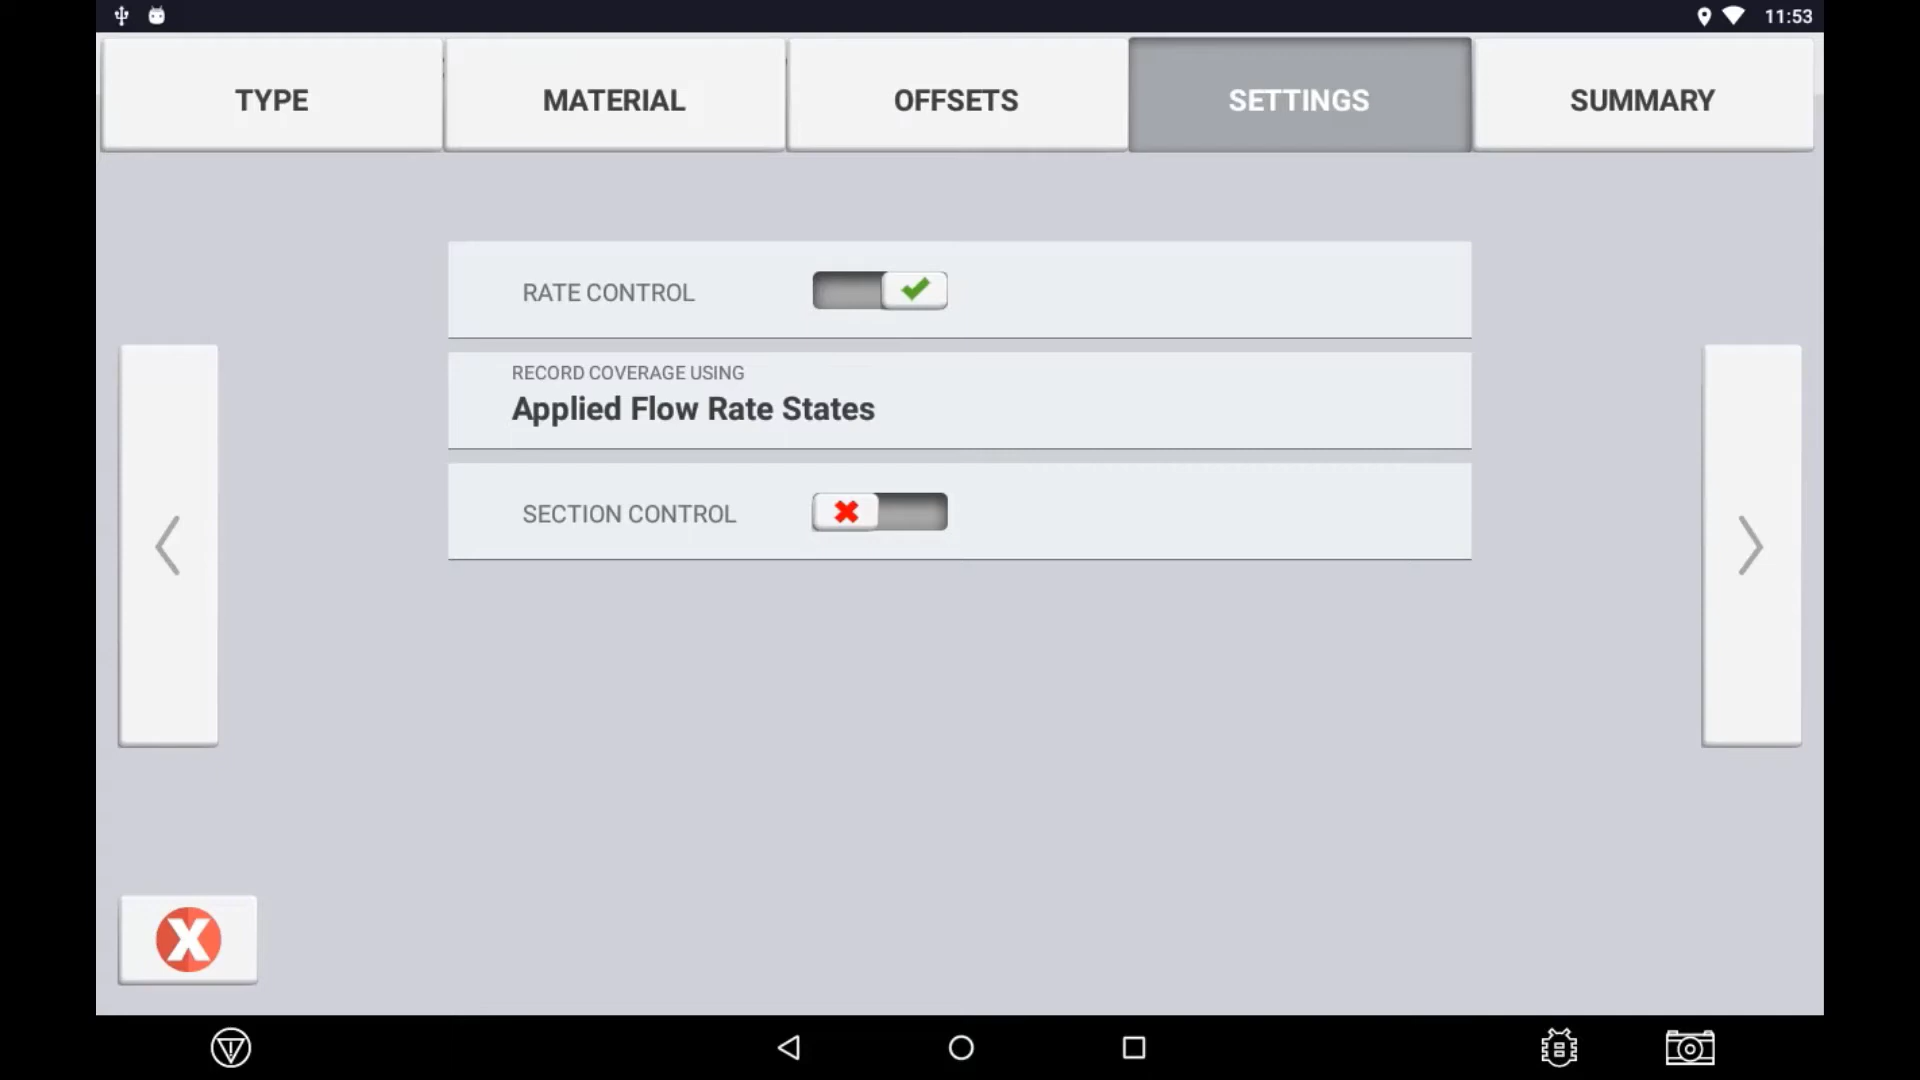 11:53
TYPE
MATERIAL
OFFSETS
SETTINGS
SUMMARY
RATE CONTROL
RECORD COVERAGE USING
Applied Flow Rate States
SECTION CONTROL